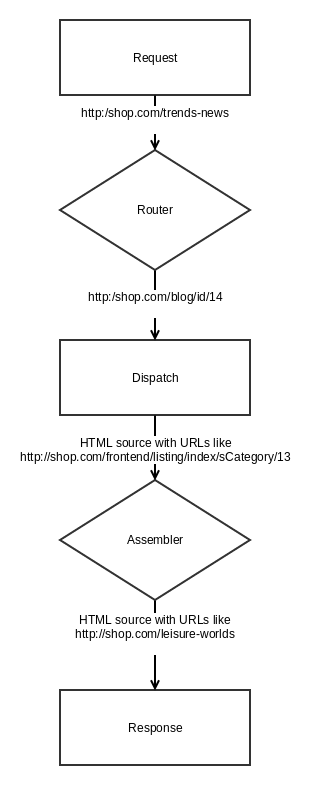 Request
http:/shop.com/trends-news
Router
http:/shop.com/blog/id/14
Dispatch
HTML source with URLs like
http://shop.com/frontend/listing/index/sCategory/13
Assembler
HTML source with URLs like
http://shop.com/leisure-worlds
Response